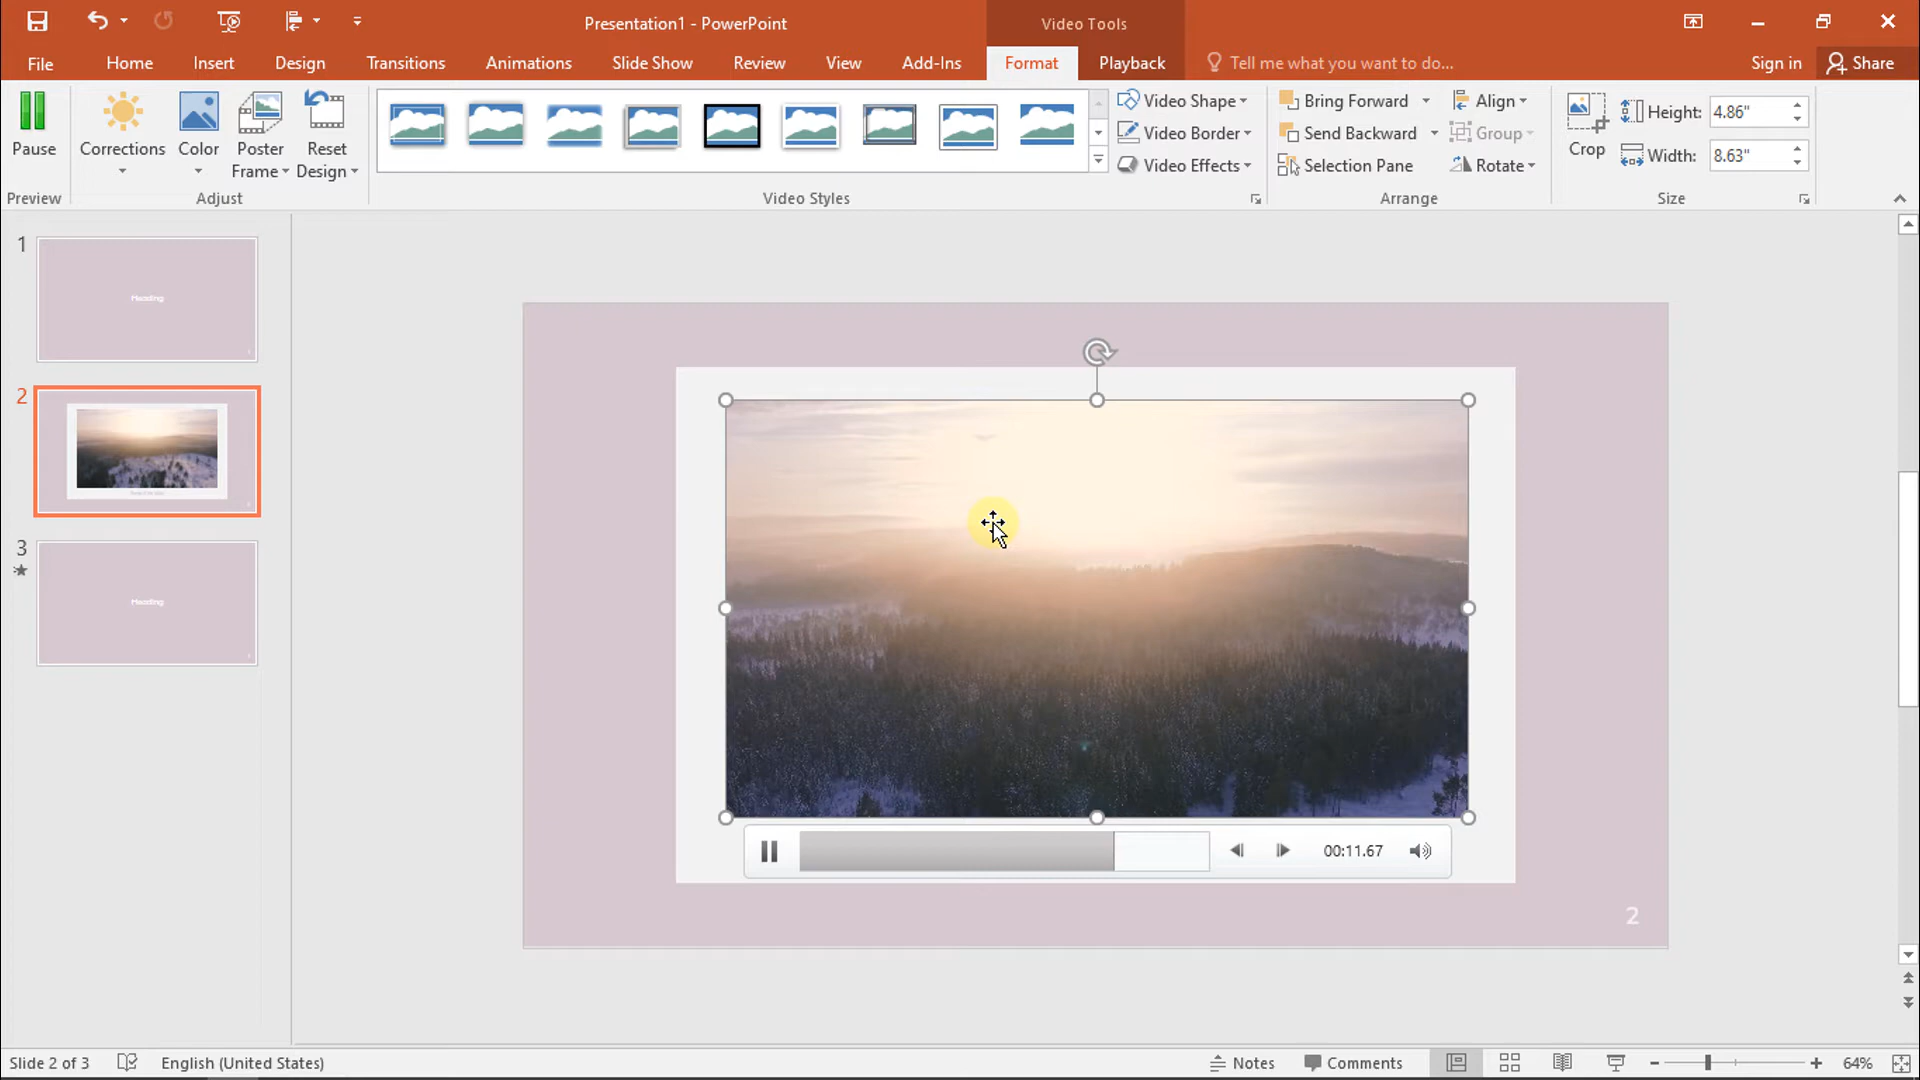 Presentation1 - PowerPoint
Video Tools
File
Home
Insert
Design
Transitions
Animations
Slide Show
Review
View
Add-Ins
Format
Playback
Tell me what you want to do...
Sign in
Share
Pause
Corrections
Color
Poster
Frame
Reset
Design
Video Shape
Video Border
Video Effects
Bring Forward
Send Backward
Selection Pane
Align
Group
Rotate
Crop
Height: 4.86"
Width: 8.63"
Preview
Adjust
Video Styles
Arrange
Size
1
Heading
2
3
Heading
00:11.67
2
Slide 2 of 3
English (United States)
Notes
Comments
64%